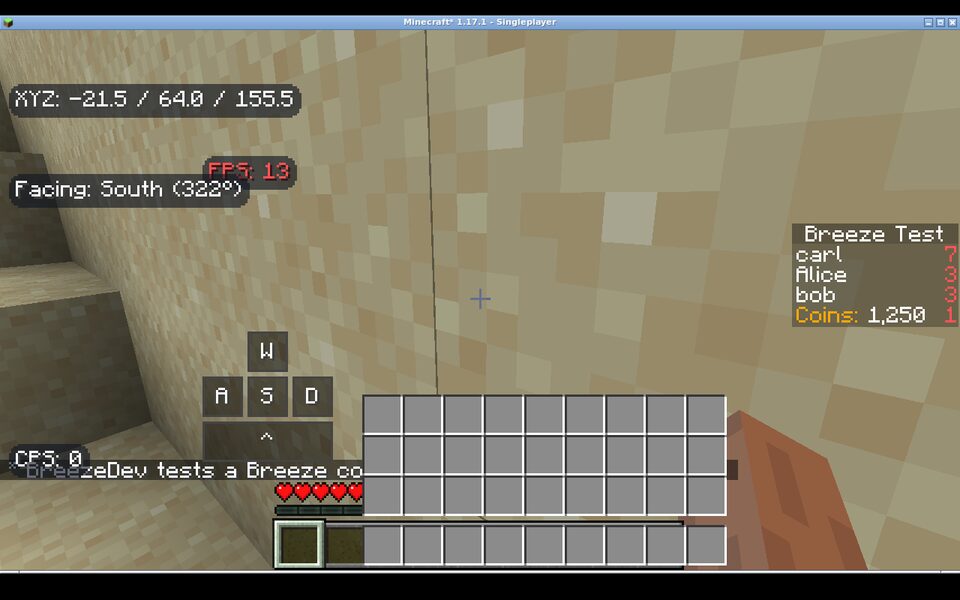 Minecraft* 1.17.1 - Singleplayer
XYZ: -21.5 / 64.0 / 155.5
FPS: 13
Facing: South (322°)
Breeze Test
carl 7
Alice 3
bob 3
Coins: 1,250 1
W
A S D
^
CPS: 0
BreezeDev tests a Breeze co